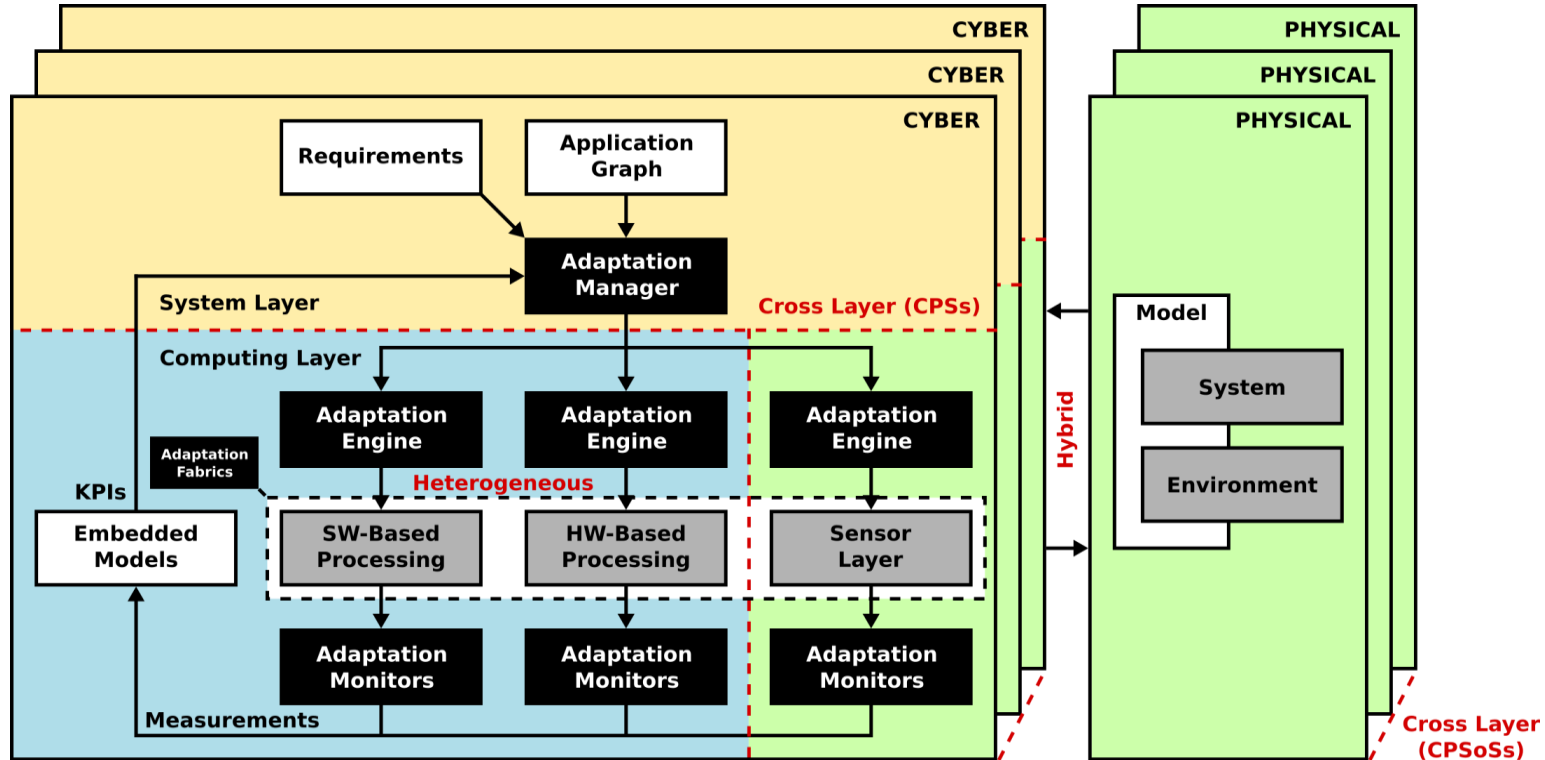 CYBER
PHYSICAL
CYBER
PHYSICAL
CYBER
PHYSICAL
Requirements
Application
Graph
Adaptation
Manager
System Layer
Cross Layer (CPSs)
Computing Layer
Model
System
Environment
Hybrid
Adaptation
Engine
Adaptation
Engine
Adaptation
Engine
Adaptation
Fabrics
Heterogeneous
KPIs
Embedded
Models
SW-Based
Processing
HW-Based
Processing
Sensor
Layer
Adaptation
Monitors
Adaptation
Monitors
Adaptation
Monitors
Measurements
Cross Layer
(CPSoSs)